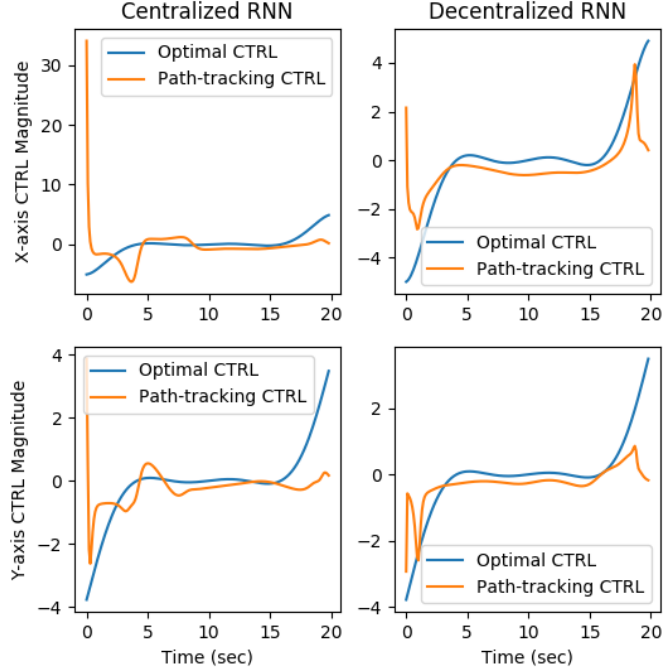 Centralized RNN
Decentralized RNN
X-axis CTRL Magnitude
30
20
10
0
Optimal CTRL
Path-tracking CTRL
0 5 10 15 20
4
2
0
−2
−4
Optimal CTRL
Path-tracking CTRL
0 5 10 15 20
Y-axis CTRL Magnitude
4
2
0
−2
−4
Optimal CTRL
Path-tracking CTRL
0 5 10 15 20
Time (sec)
2
0
−2
−4
Optimal CTRL
Path-tracking CTRL
0 5 10 15 20
Time (sec)